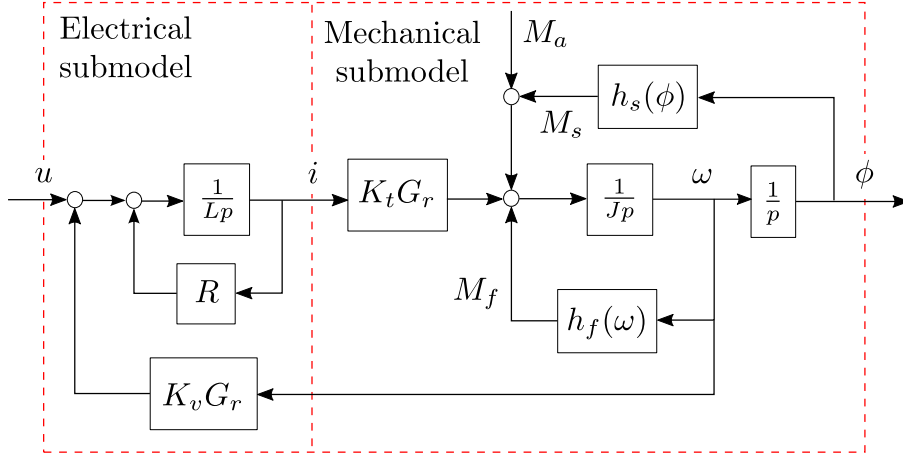 Electrical
submodel
Mechanical
submodel
M_a
h_s(ϕ)
M_s
u
1/Lp
i
K_tG_r
1/Jp
ω
1/p
ϕ
R
M_f
h_f(ω)
K_vG_r